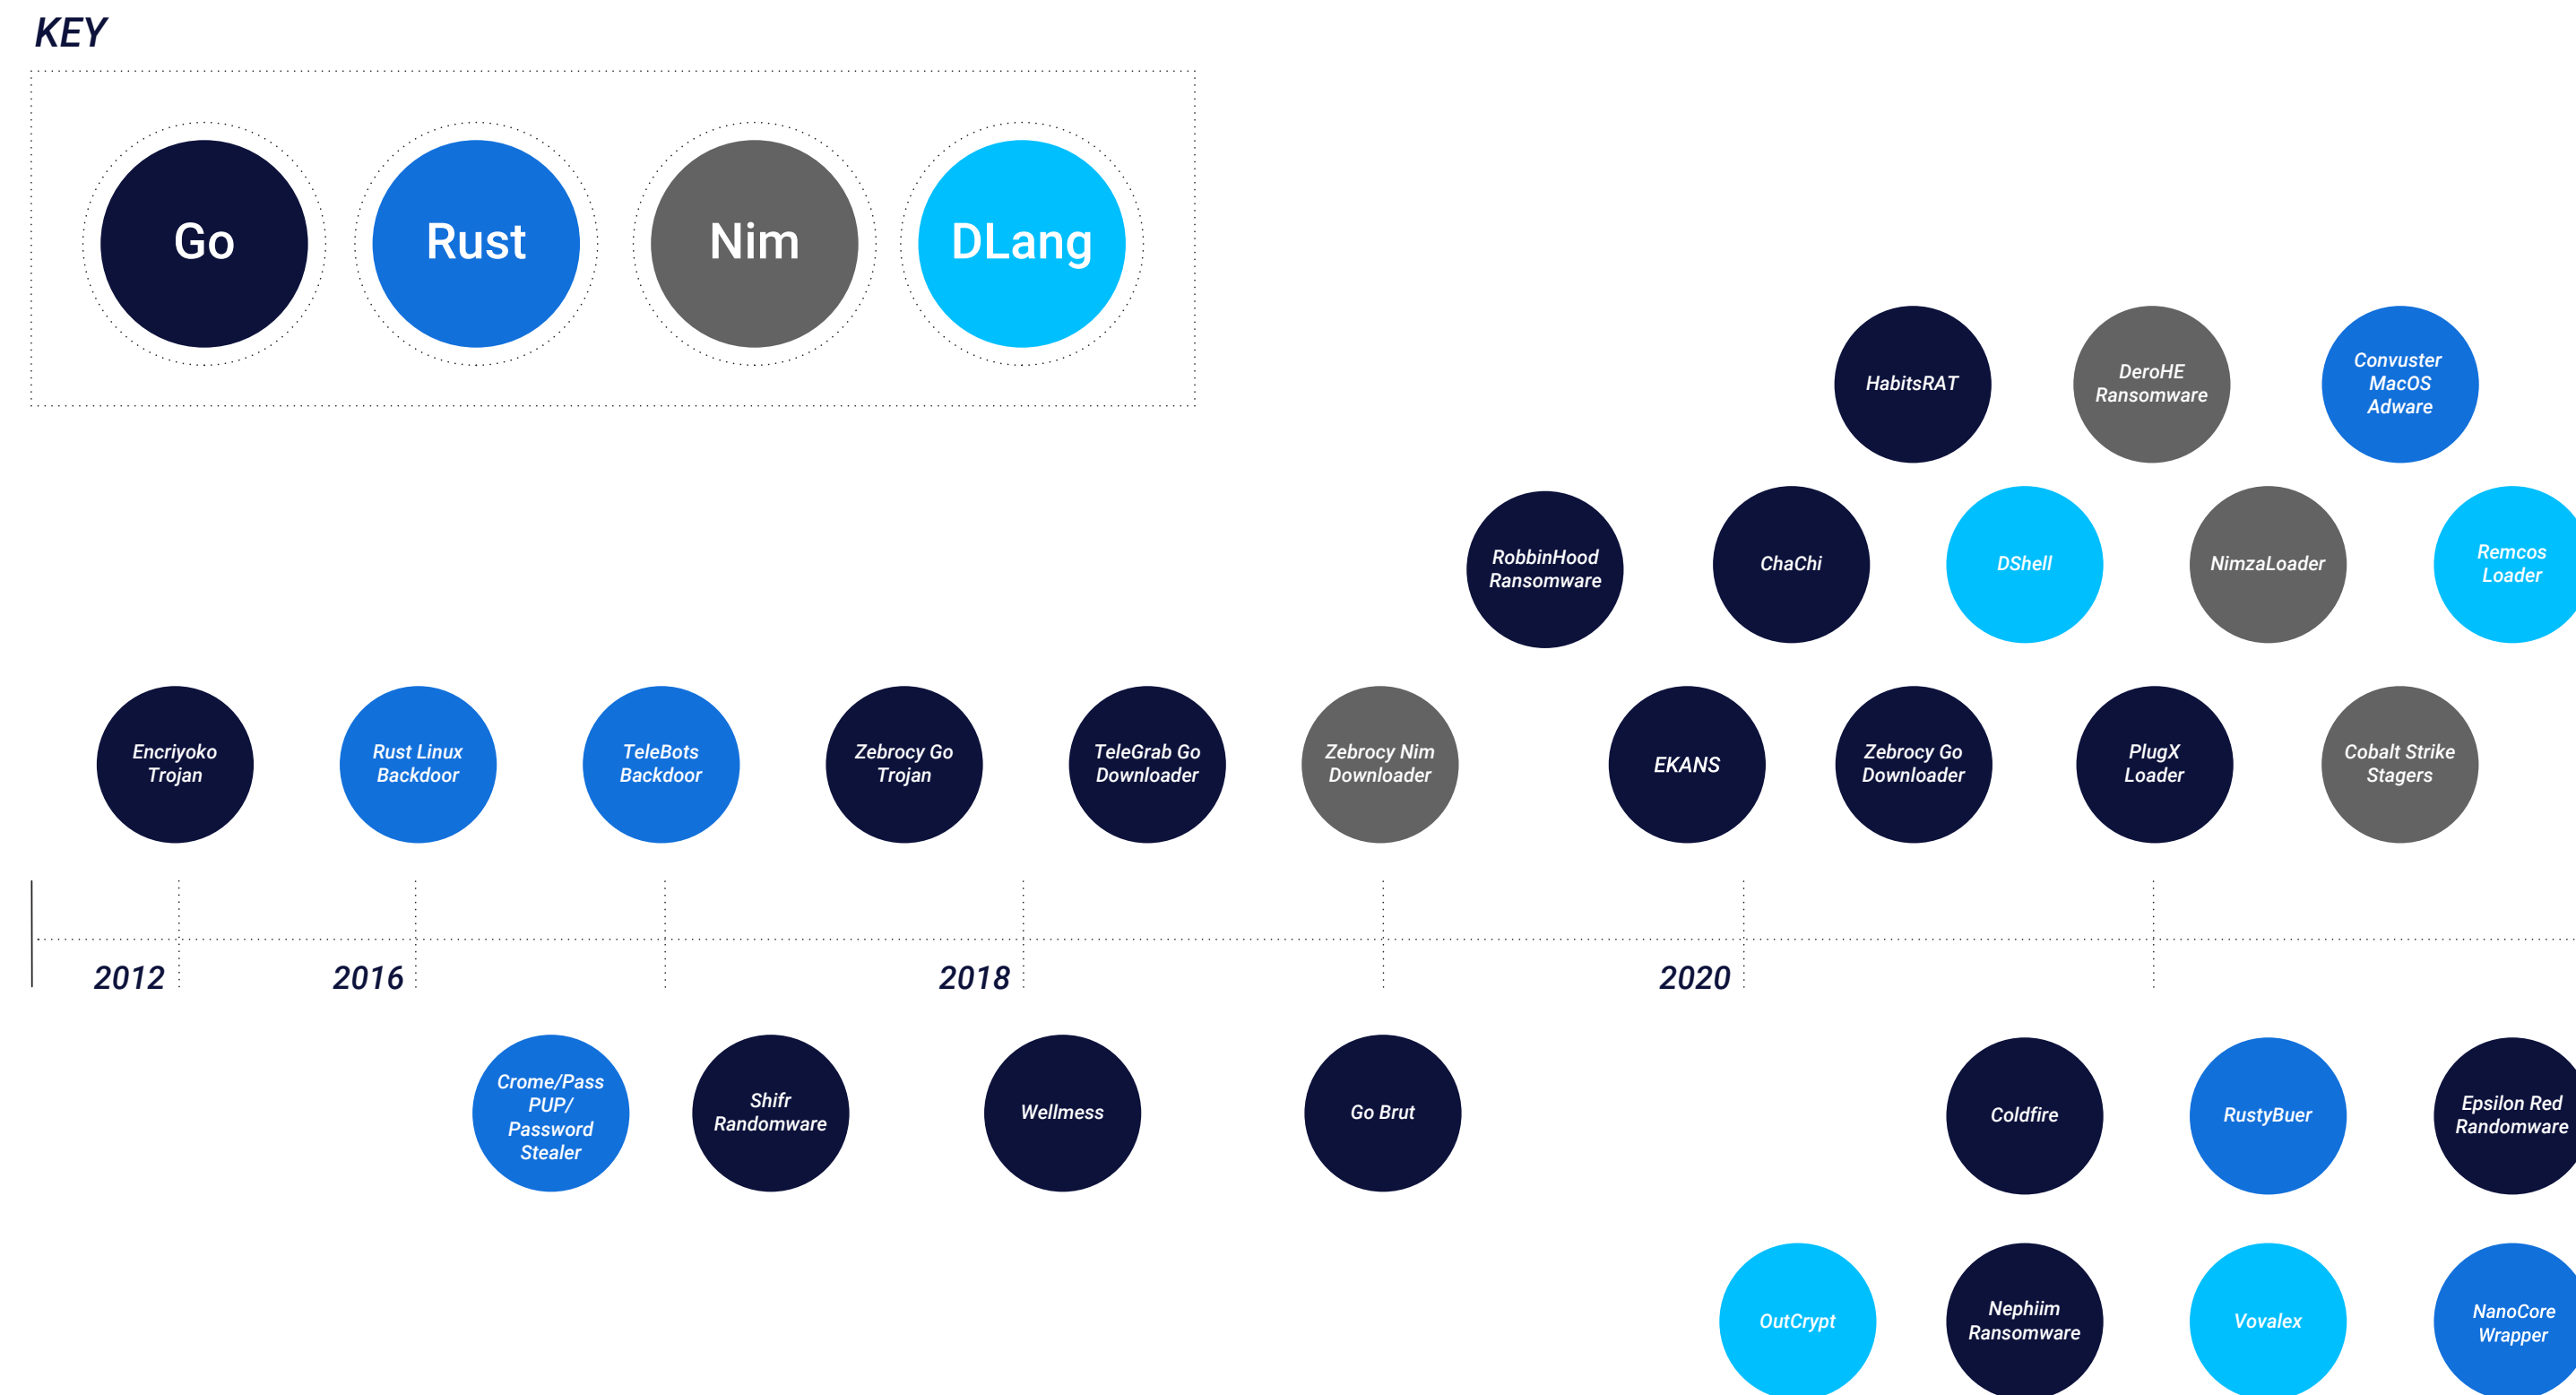 KEY
Go
Rust
Nim
DLang
HabitsRAT
DeroHE
Ransomware
Convuster
MacOS
Adware
RobbinHood
Ransomware
ChaChi
DShell
NimzaLoader
Remcos
Loader
Encriyoko
Trojan
Rust Linux
Backdoor
TeleBots
Backdoor
Zebrocy Go
Trojan
TeleGrab Go
Downloader
Zebrocy Nim
Downloader
EKANS
Zebrocy Go
Downloader
PlugX
Loader
Cobalt Strike
Stagers
2012
2016
2018
2020
Crome/Pass
PUP/
Password
Stealer
Shifr
Randomware
Wellmess
Go Brut
Coldfire
RustyBuer
Epsilon Red
Randomware
OutCrypt
Nephiim
Ransomware
Vovalex
NanoCore
Wrapper